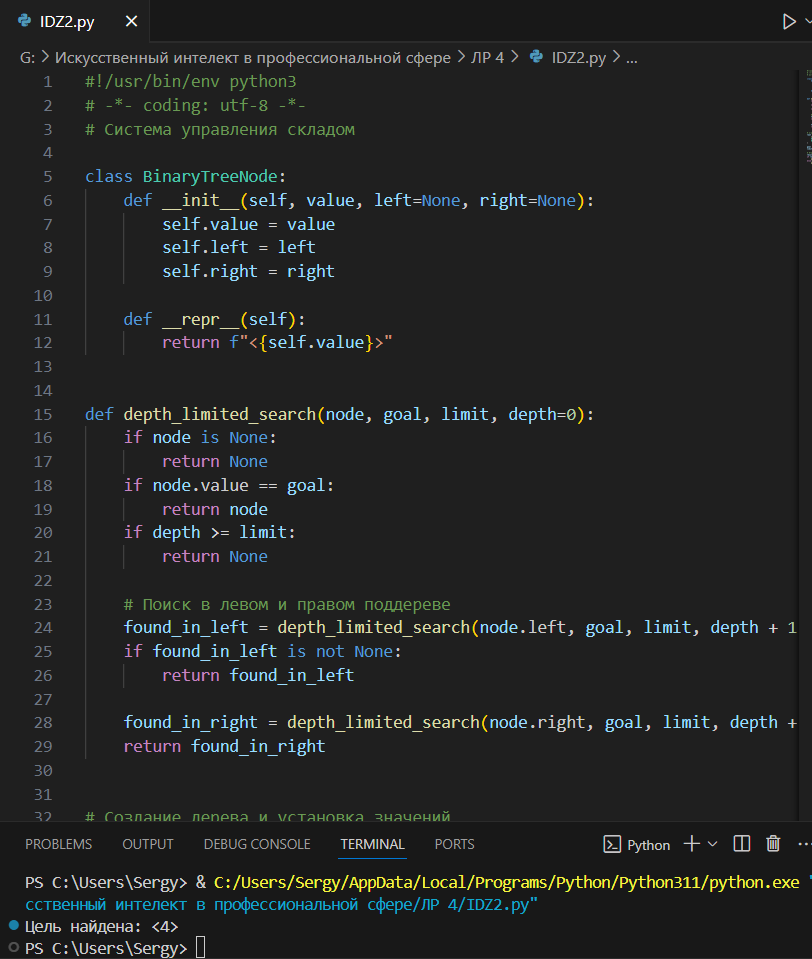 IDZ2.py
G: > Искусственный интелект в профессиональной сфере > ЛР 4 > IDZ2.py > ...
1 #!/usr/bin/env python3
2 # -*- coding: utf-8 -*-
3 # Система управления складом
4
5 class BinaryTreeNode:
6     def __init__(self, value, left=None, right=None):
7         self.value = value
8         self.left = left
9         self.right = right
10
11     def __repr__(self):
12         return f"<{self.value}>"
13
14
15 def depth_limited_search(node, goal, limit, depth=0):
16     if node is None:
17         return None
18     if node.value == goal:
19         return node
20     if depth >= limit:
21         return None
22
23     # Поиск в левом и правом поддереве
24     found_in_left = depth_limited_search(node.left, goal, limit, depth + 1
25     if found_in_left is not None:
26         return found_in_left
27
28     found_in_right = depth_limited_search(node.right, goal, limit, depth +
29     return found_in_right
30
31
32 # Создание дерева и установка значений
PROBLEMS OUTPUT DEBUG CONSOLE TERMINAL PORTS Python
PS C:\Users\Sergy> & C:/Users/Sergy/AppData/Local/Programs/Python/Python311/python.exe "
сственный интелект в профессиональной сфере/ЛР 4/IDZ2.py"
Цель найдена: <4>
PS C:\Users\Sergy>